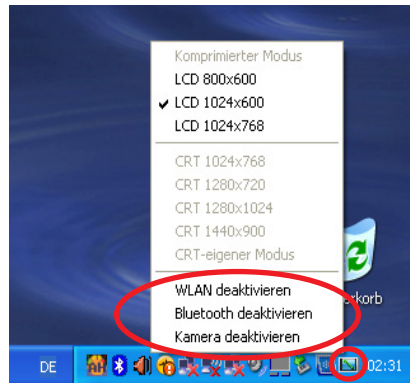 Komprimierter Modus
LCD 800x600
LCD 1024x600
LCD 1024x768
CRT 1024x768
CRT 1280x720
CRT 1280x1024
CRT 1440x900
CRT-eigener Modus
WLAN deaktivieren
Bluetooth deaktivieren
Kamera deaktivieren
DE
02:31